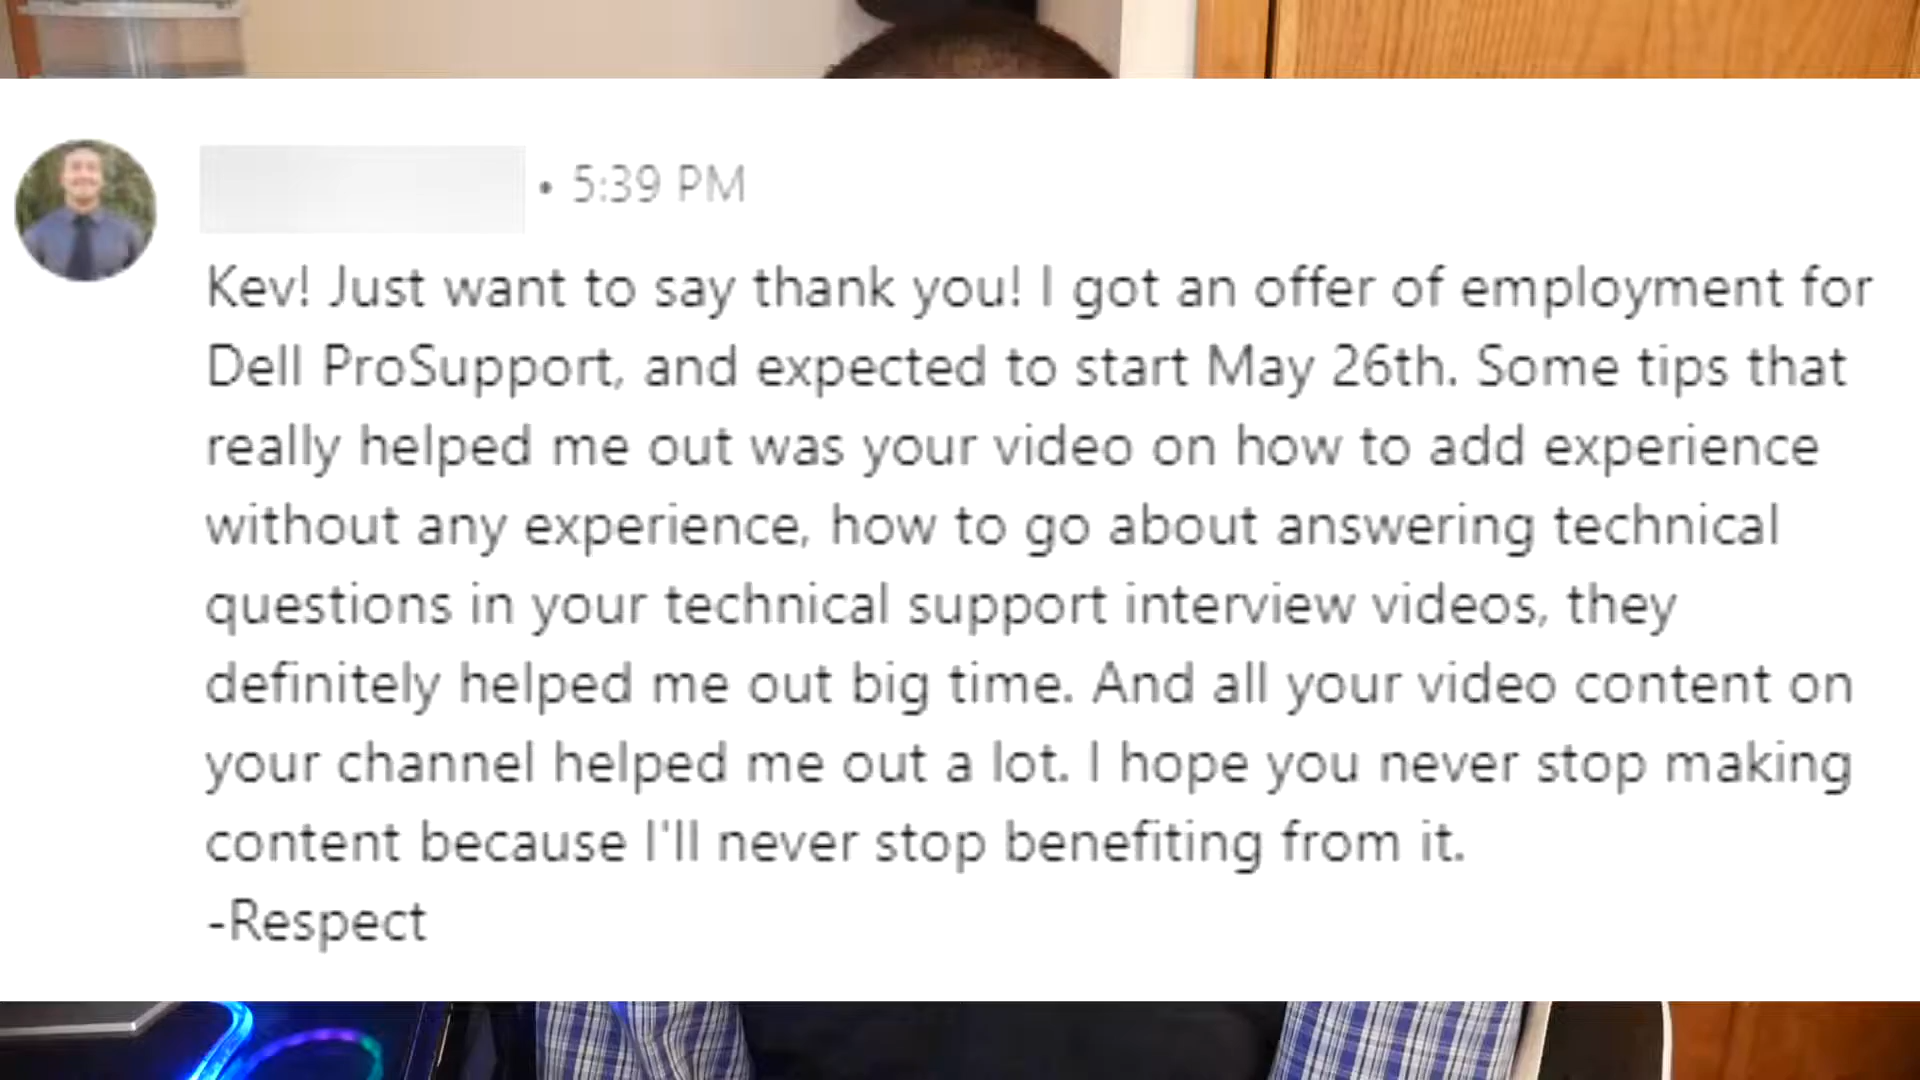 • 5:39 PM
Kev! Just want to say thank you! I got an offer of employment for
Dell ProSupport, and expected to start May 26th. Some tips that
really helped me out was your video on how to add experience
without any experience, how to go about answering technical
questions in your technical support interview videos, they
definitely helped me out big time. And all your video content on
your channel helped me out a lot. I hope you never stop making
content because I'll never stop benefiting from it.
-Respect